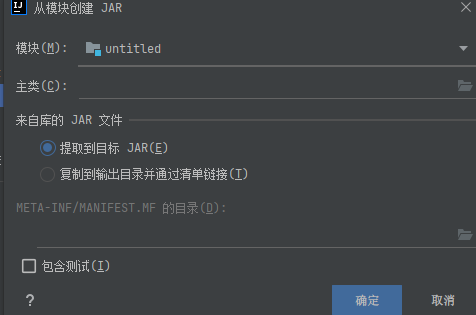 IJ 从模块创建 JAR
模块(M): untitled
主类(C):
来自库的 JAR 文件
提取到目标 JAR(E)
复制到输出目录并通过清单链接(T)
META-INF/MANIFEST.MF 的目录(D):
包含测试(I)
? 确定 取消